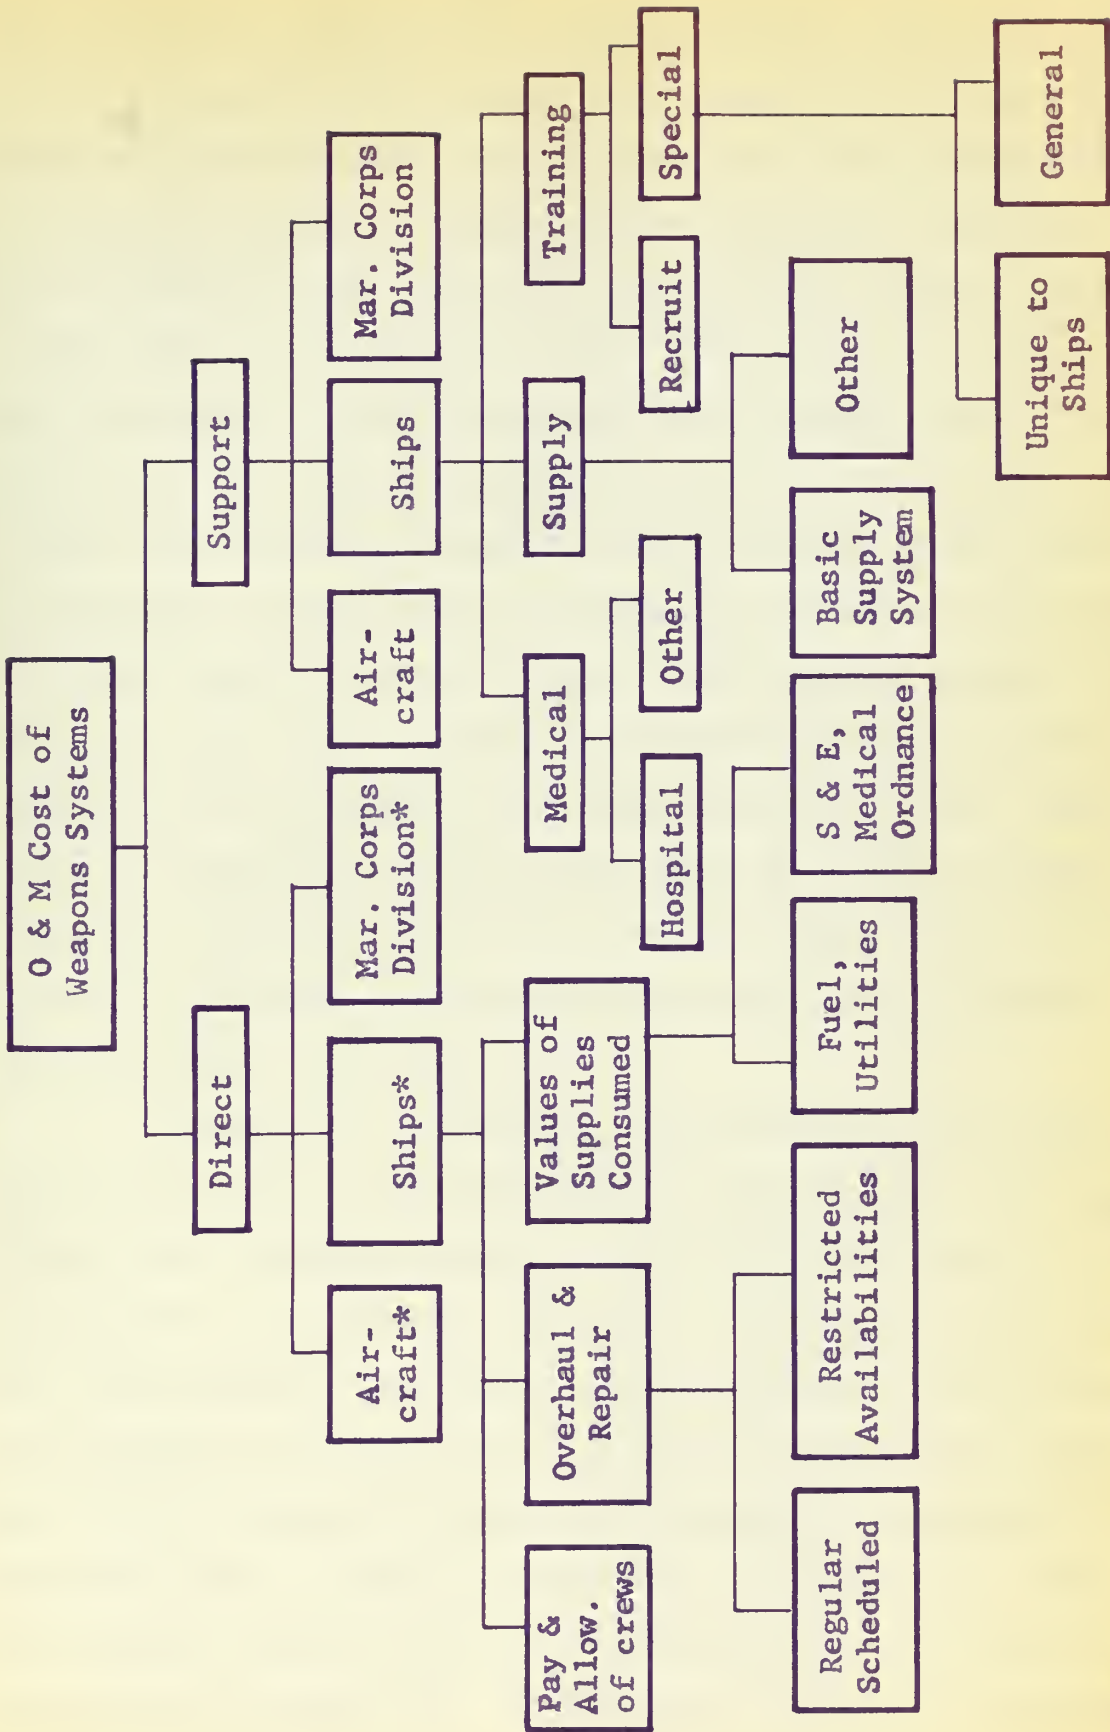 O & M Cost of
Weapons Systems
Direct
Support
Air-
craft*
Ships*
Mar. Corps
Division*
Air-
craft
Ships
Mar. Corps
Division
Pay &
Allow.
of crews
Overhaul &
Repair
Values of
Supplies
Consumed
Medical
Supply
Training
Hospital
Other
Recruit
Special
Regular
Scheduled
Restricted
Availabilities
Fuel,
Utilities
S & E,
Medical
Ordnance
Basic
Supply
System
Other
Unique to
Ships
General